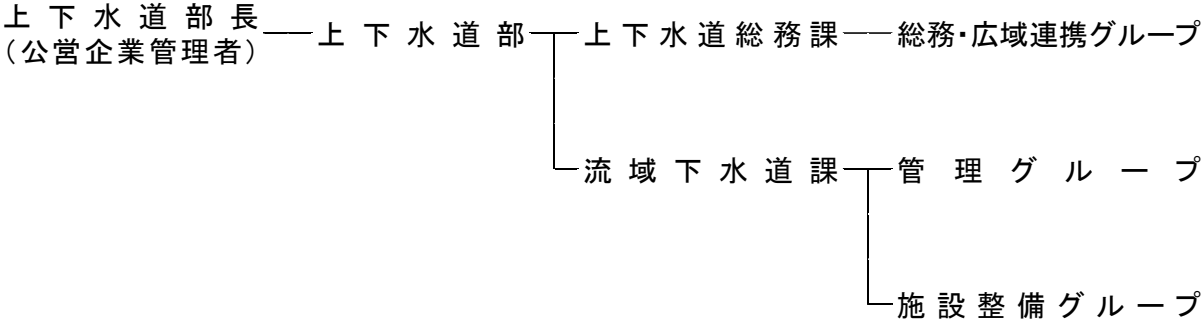 上下水道部長
（公営企業管理者）
上下水道部
上下水道総務課
総務・広域連携グループ
流域下水道課
管理グループ
施設整備グループ